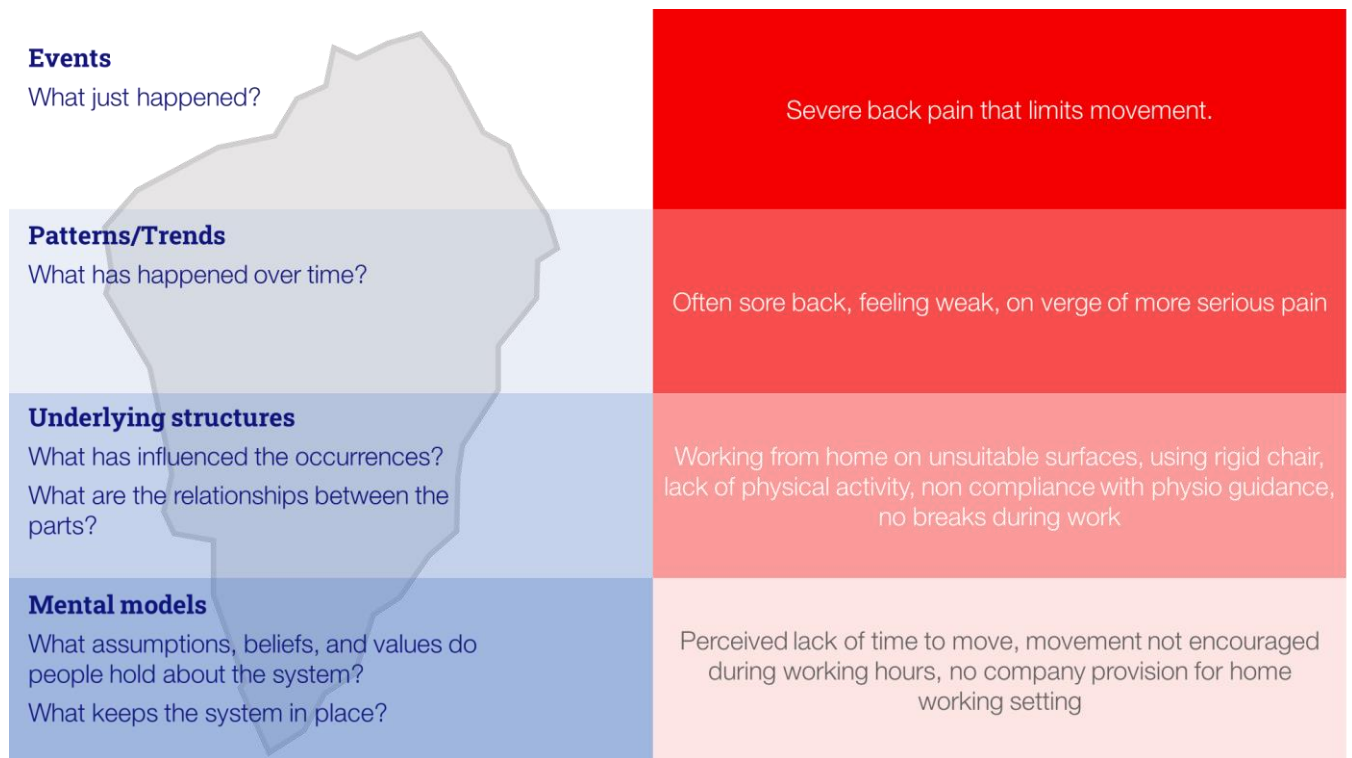 Events
What just happened?
Severe back pain that limits movement.
Patterns/Trends
What has happened over time?
Often sore back, feeling weak, on verge of more serious pain
Underlying structures
What has influenced the occurrences?
What are the relationships between the
parts?
Working from home on unsuitable surfaces, using rigid chair,
lack of physical activity, non compliance with physio guidance,
no breaks during work
Mental models
What assumptions, beliefs, and values do
people hold about the system?
What keeps the system in place?
Perceived lack of time to move, movement not encouraged
during working hours, no company provision for home
working setting